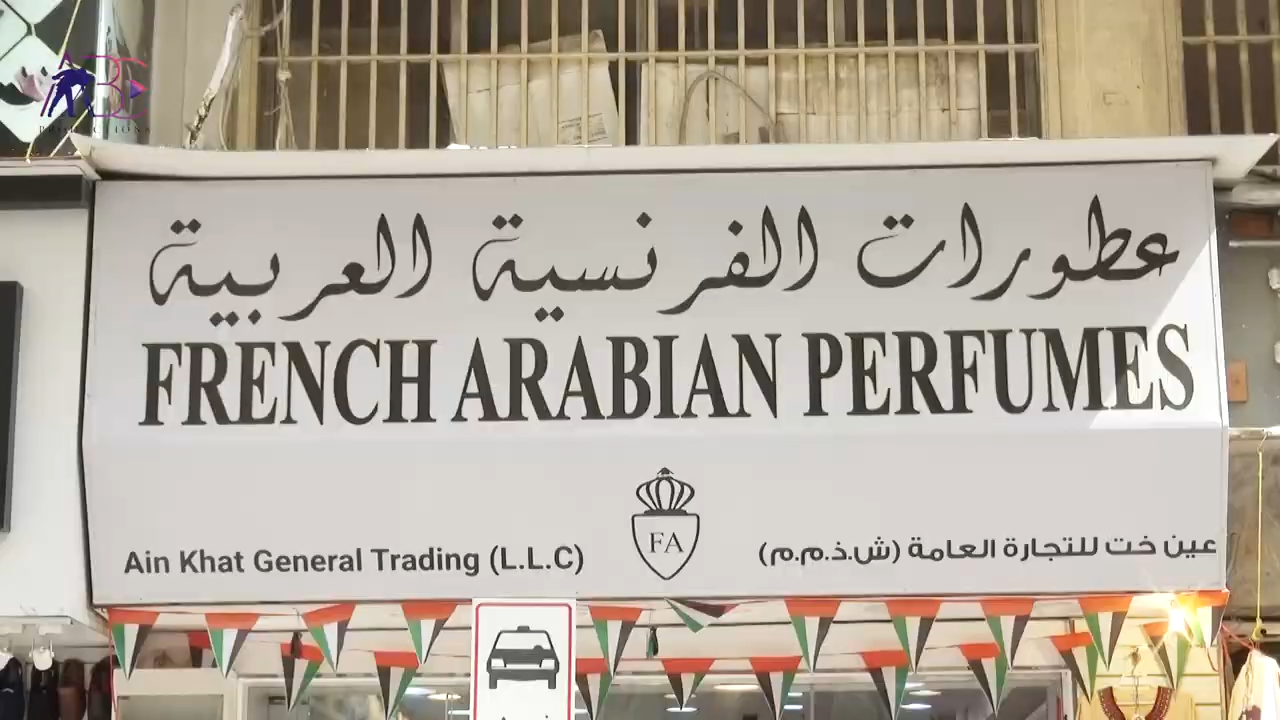 عطورات الفرنسية العربية
FRENCH ARABIAN PERFUMES
FA
Ain Khat General Trading (L.L.C)
عين خت للتجارة العامة (ش.ذ.م.م)